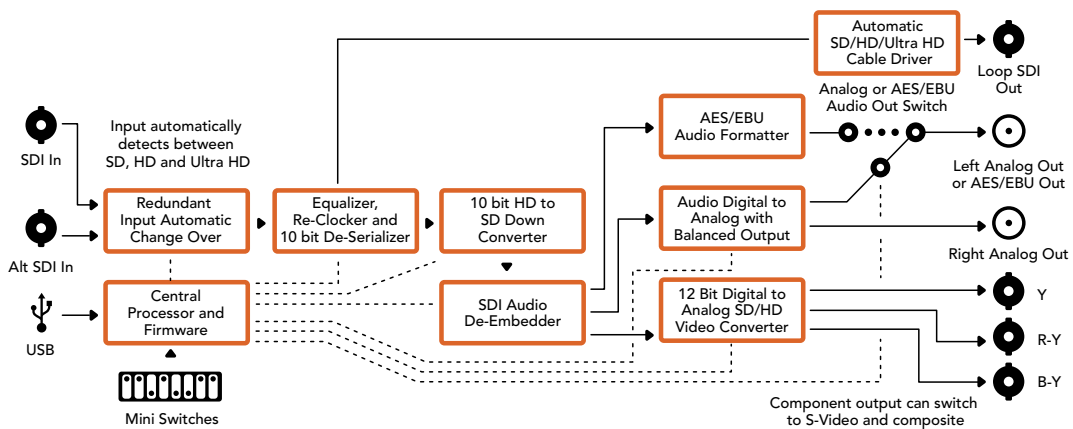 Automatic
SD/HD/Ultra HD
Cable Driver
Loop SDI
Out
Analog or AES/EBU
Audio Out Switch
SDI In
Input automatically
detects between
SD, HD and Ultra HD
AES/EBU
Audio Formatter
Left Analog Out
or AES/EBU Out
Alt SDI In
Redundant
Input Automatic
Change Over
Equalizer,
Re-Clocker and
10 bit De-Serializer
10 bit HD to
SD Down
Converter
Audio Digital to
Analog with
Balanced Output
Right Analog Out
USB
Central
Processor and
Firmware
SDI Audio
De-Embedder
12 Bit Digital to
Analog SD/HD
Video Converter
Y
R-Y
B-Y
Mini Switches
Component output can switch
to S-Video and composite